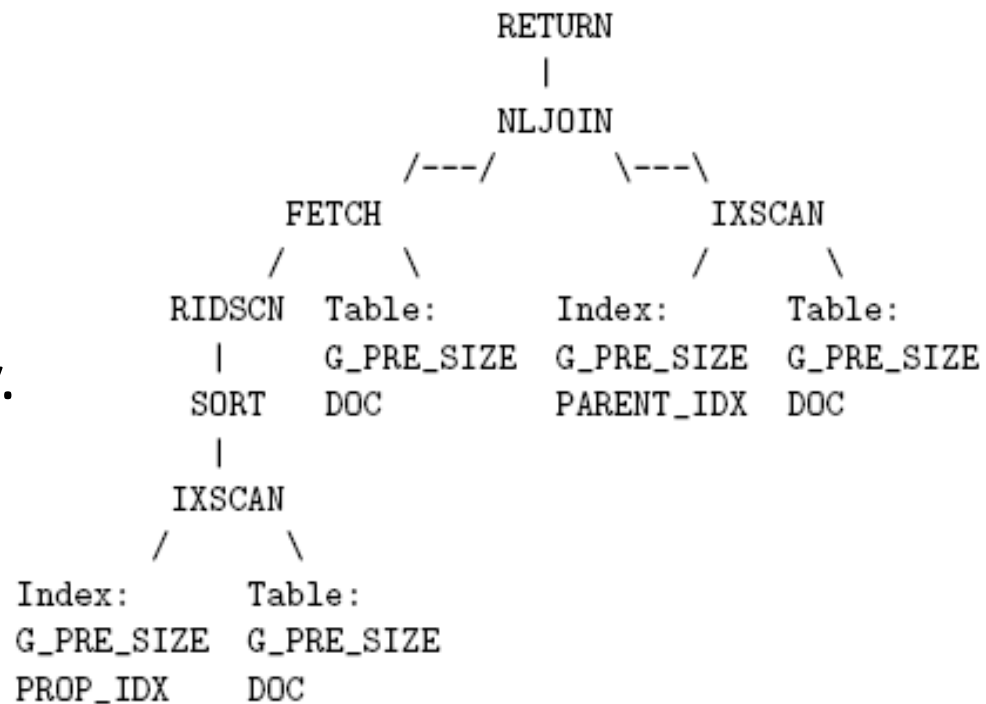 RETURN
|
NLJOIN
/---/ \---\
FETCH IXSCAN
/ \ / \
RIDSCN Table: Index: Table:
| G_PRE_SIZE G_PRE_SIZE G_PRE_SIZE
SORT DOC PARENT_IDX DOC
|
IXSCAN
/ \
Index: Table:
G_PRE_SIZE G_PRE_SIZE
PROP_IDX DOC